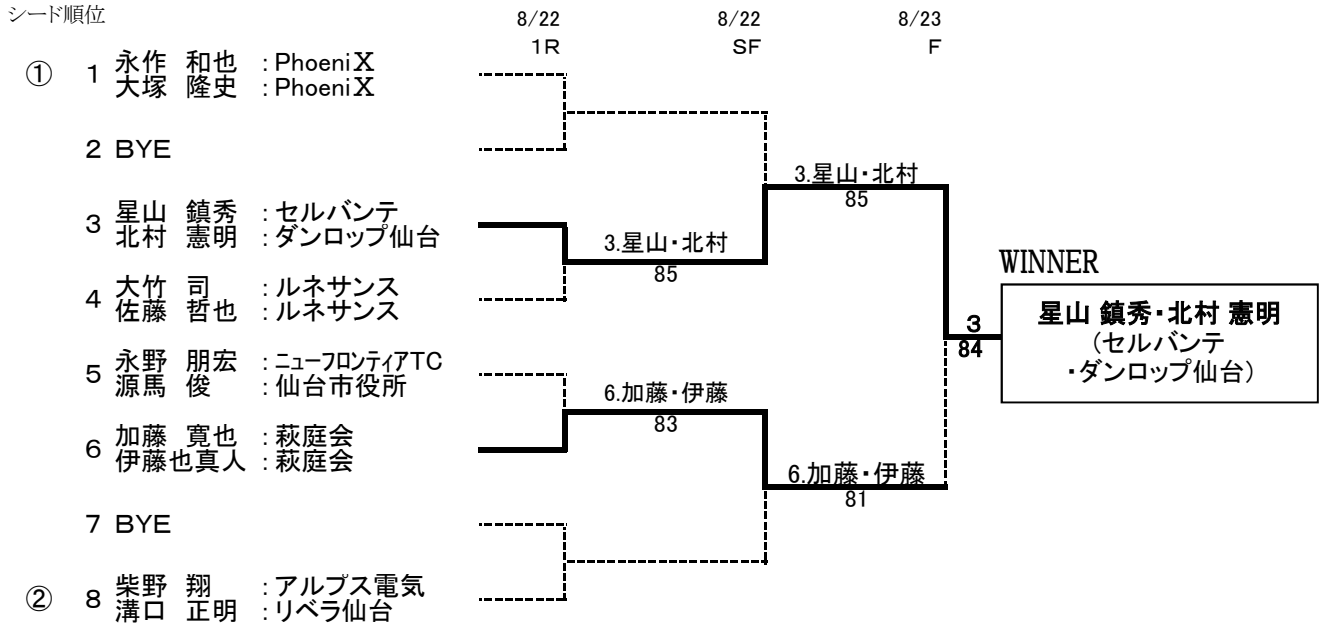 シード順位
8/22 8/22 8/23
1R SF F
① 1 永作 和也 : PhoeniX
大塚 隆史 : PhoeniX
2 BYE
3.星山・北村
85
3 星山 鎮秀 : セルバンテ
北村 憲明 : ダンロップ仙台
3.星山・北村
85
4 大竹 司 : ルネサンス
佐藤 哲也 : ルネサンス
WINNER
星山 鎮秀・北村 憲明
(セルバンテ
・ダンロップ仙台)
3
84
5 永野 朋宏 : ニューフロンティアTC
源馬 俊 : 仙台市役所
6.加藤・伊藤
83
6 加藤 寛也 : 萩庭会
伊藤也真人 : 萩庭会
6.加藤・伊藤
81
7 BYE
② 8 柴野 翔 : アルプス電気
溝口 正明 : リベラ仙台